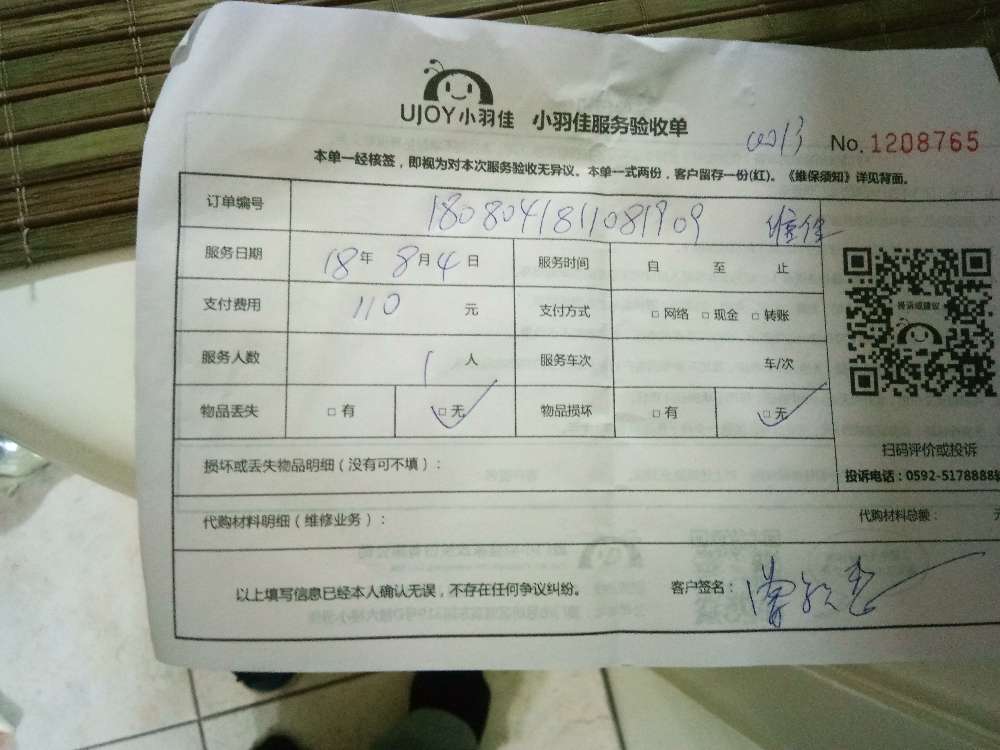 UJOY小羽佳 小羽佳服务验收单 No. 1208765
本单一经核签，即视为对本次服务验收无异议。本单一式两份，客户留存一份(红)。《维保须知》详见背面。
订单编号 1808041811081909
服务日期 18年 8月4日 服务时间 自 至 止
支付费用 110 元 支付方式 □ 网络 □ 现金 □ 转账
投诉或建议
服务人数 1 人 服务车次 车/次
物品丢失 □ 有 □ 无 物品损坏 □ 有 □ 无
扫码评价或投诉
损坏或丢失物品明细（没有可不填）：
投诉电话：0592-5178888
代购材料明细（维修业务）： 代购材料总额：
以上填写信息已经本人确认无误，不存在任何争议纠纷。 客户签名：